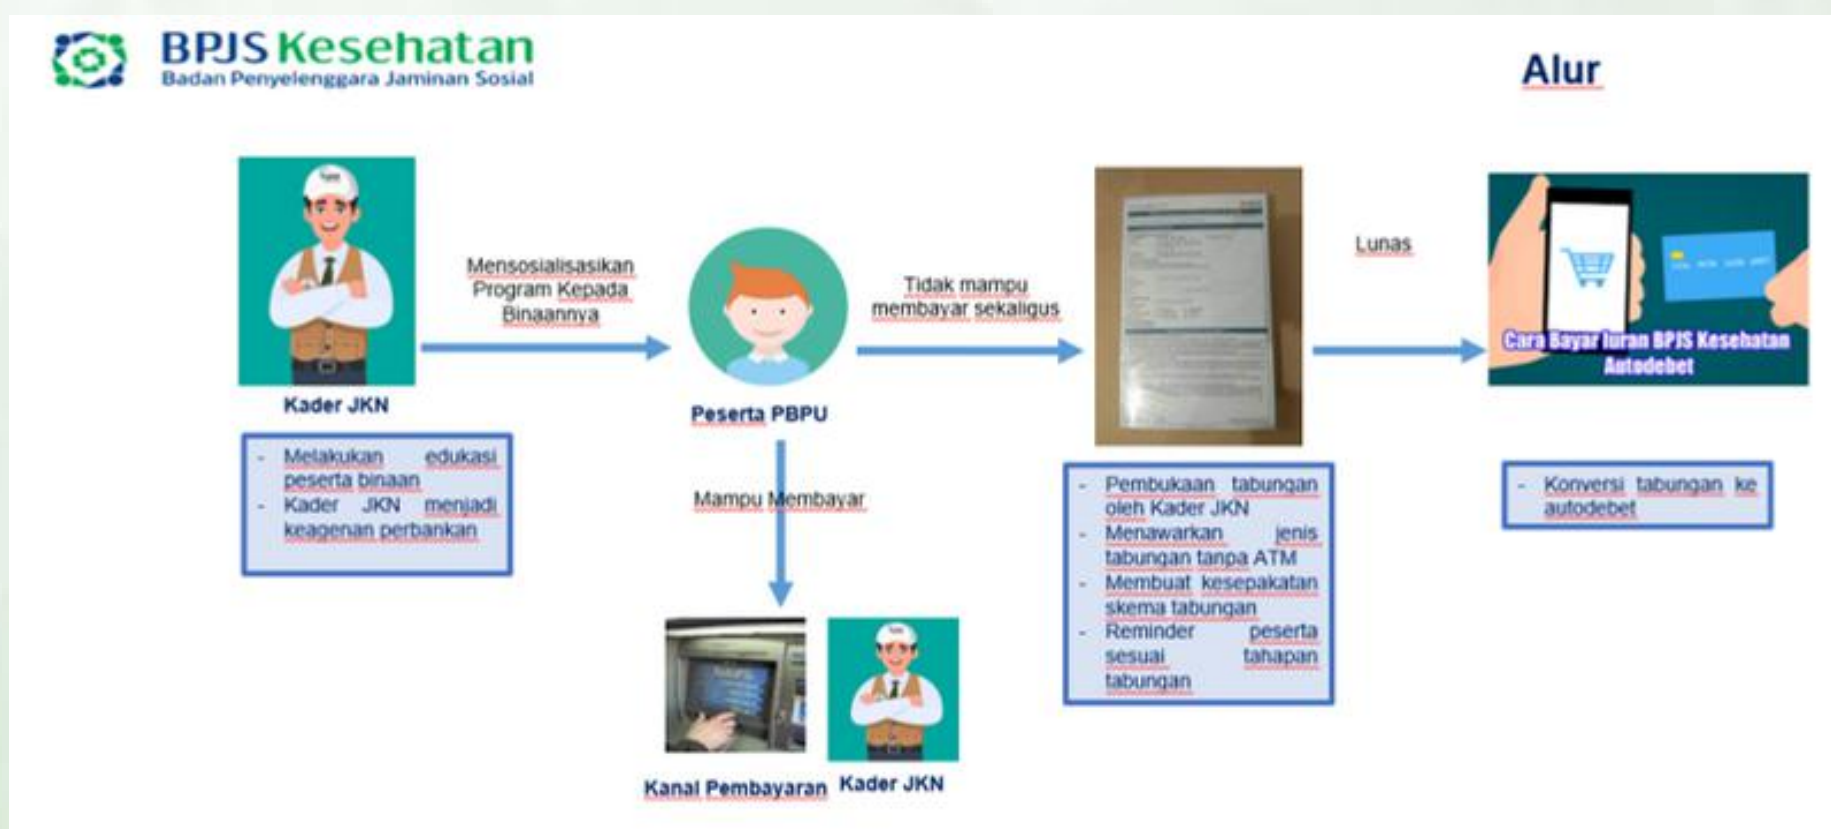 BPJS Kesehatan
Badan Penyelenggara Jaminan Sosial
Alur
Mensosialisasikan
Program Kepada
Binaannya
Tidak mampu
membayar sekaligus
Lunas
Cara Bayar Iuran BPJS Kesehatan
Autodebet
Kader JKN
Peserta PBPU
- Melakukan edukasi
peserta binaan
- Kader JKN menjadi
keagenan perbankan
Mampu Membayar
- Pembukaan tabungan
oleh Kader JKN
- Menawarkan jenis
tabungan tanpa ATM
- Membuat kesepakatan
skema tabungan
- Reminder peserta
sesuai tahapan
tabungan
- Konversi tabungan ke
autodebet
Kanal Pembayaran
Kader JKN